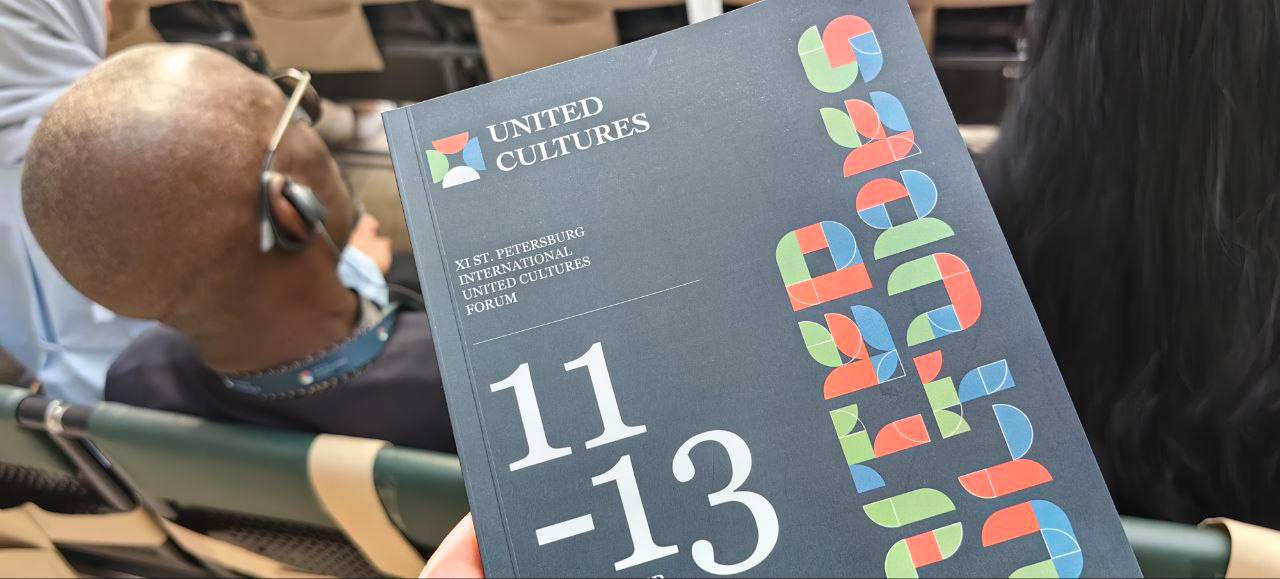 UNITED
CULTURES
XI ST. PETERSBURG
INTERNATIONAL
UNITED CULTURES
FORUM
11
-13